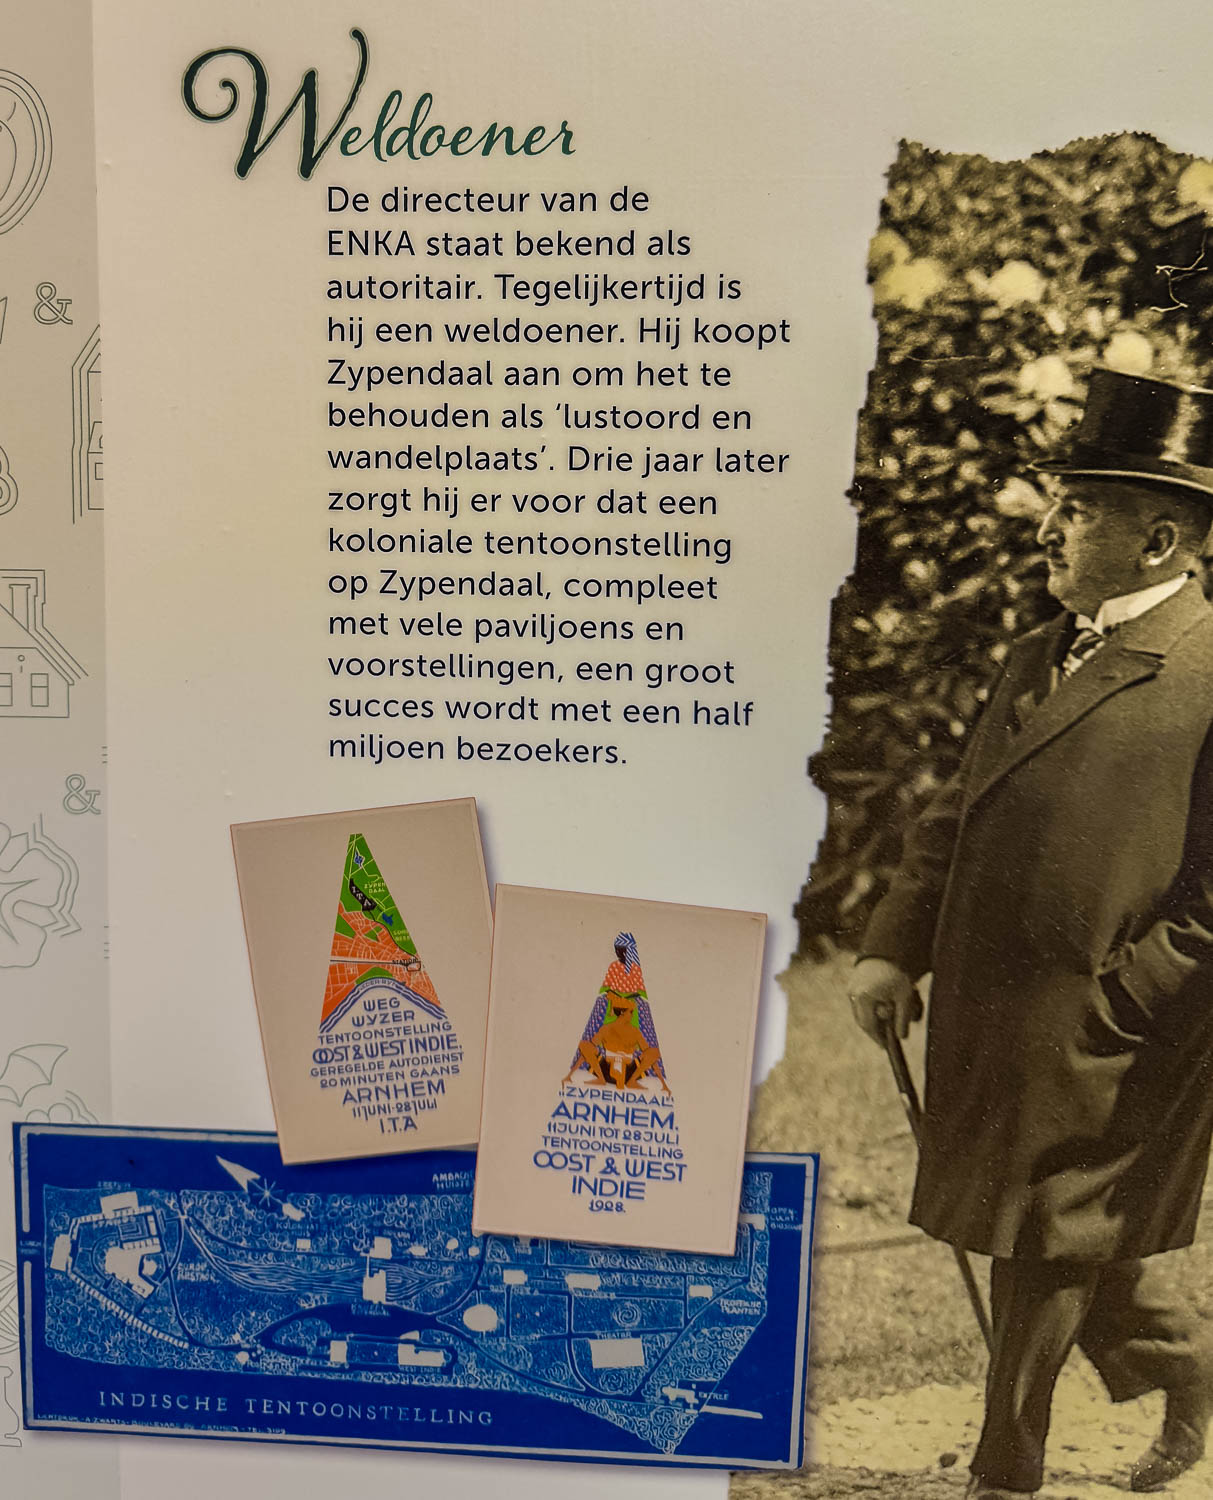 Weldoener
De directeur van de
ENKA staat bekend als
autoritair. Tegelijkertijd is
hij een weldoener. Hij koopt
Zypendaal aan om het te
behouden als ‘lustoord en
wandelplaats’. Drie jaar later
zorgt hij er voor dat een
koloniale tentoonstelling
op Zypendaal, compleet
met vele paviljoens en
voorstellingen, een groot
succes wordt met een half
miljoen bezoekers.
&
&
I.T.A
WEG
WYZER
TENTOONSTELLING
OOST & WEST INDIE.
GEREGELDE AUTODIENST
20 MINUTEN GAANS
ARNHEM
11 JUNI-28 JULI
I.T.A
„ZYPENDAAL”
ARNHEM.
11 JUNI TOT 28 JULI
TENTOONSTELLING
OOST & WEST
INDIE
1928.
THEATER
PLANTEN
INDISCHE TENTOONSTELLING